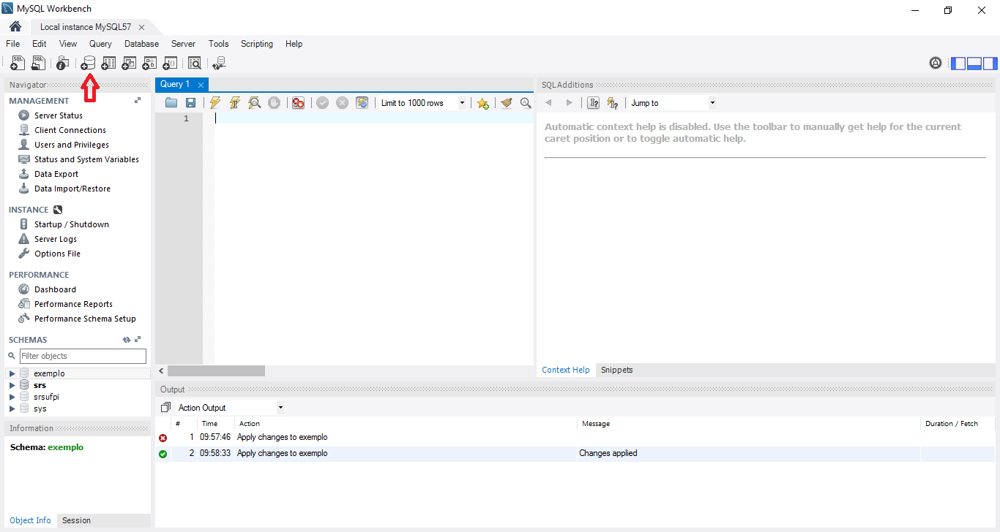 MySQL Workbench
Local instance MySQL57
File Edit View Query Database Server Tools Scripting Help
Navigator
MANAGEMENT
Server Status
Client Connections
Users and Privileges
Status and System Variables
Data Export
Data Import/Restore
INSTANCE
Startup / Shutdown
Server Logs
Options File
PERFORMANCE
Dashboard
Performance Reports
Performance Schema Setup
SCHEMAS
Filter objects
exemplo
srs
srsufpi
sys
Information
Schema: exemplo
Object Info Session
Query 1
Limit to 1000 rows
1
SQLAdditions
Jump to
Automatic context help is disabled. Use the toolbar to manually get help for the current
caret position or to toggle automatic help.
Context Help Snippets
Output
Action Output
# Time Action Message Duration / Fetch
1 09:57:46 Apply changes to exemplo
2 09:58:33 Apply changes to exemplo Changes applied